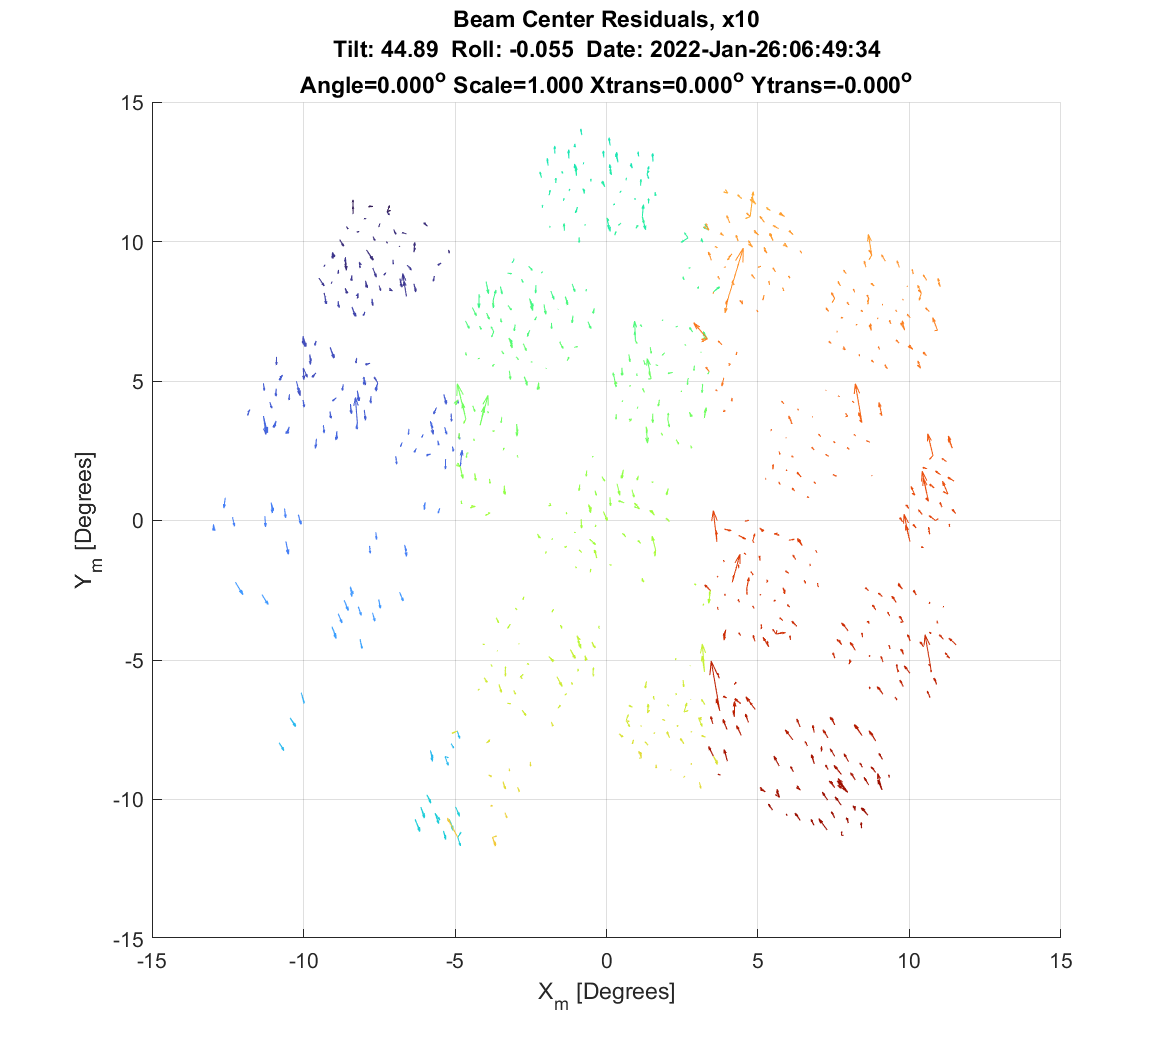 Beam Center Residuals, x10
Tilt: 44.89 Roll: -0.055 Date: 2022-Jan-26:06:49:34
Angle=0.000° Scale=1.000 Xtrans=0.000° Ytrans=-0.000°
15
10
5
0
-5
-10
-15
Y_m [Degrees]
-15 -10 -5 0 5 10 15
X_m [Degrees]